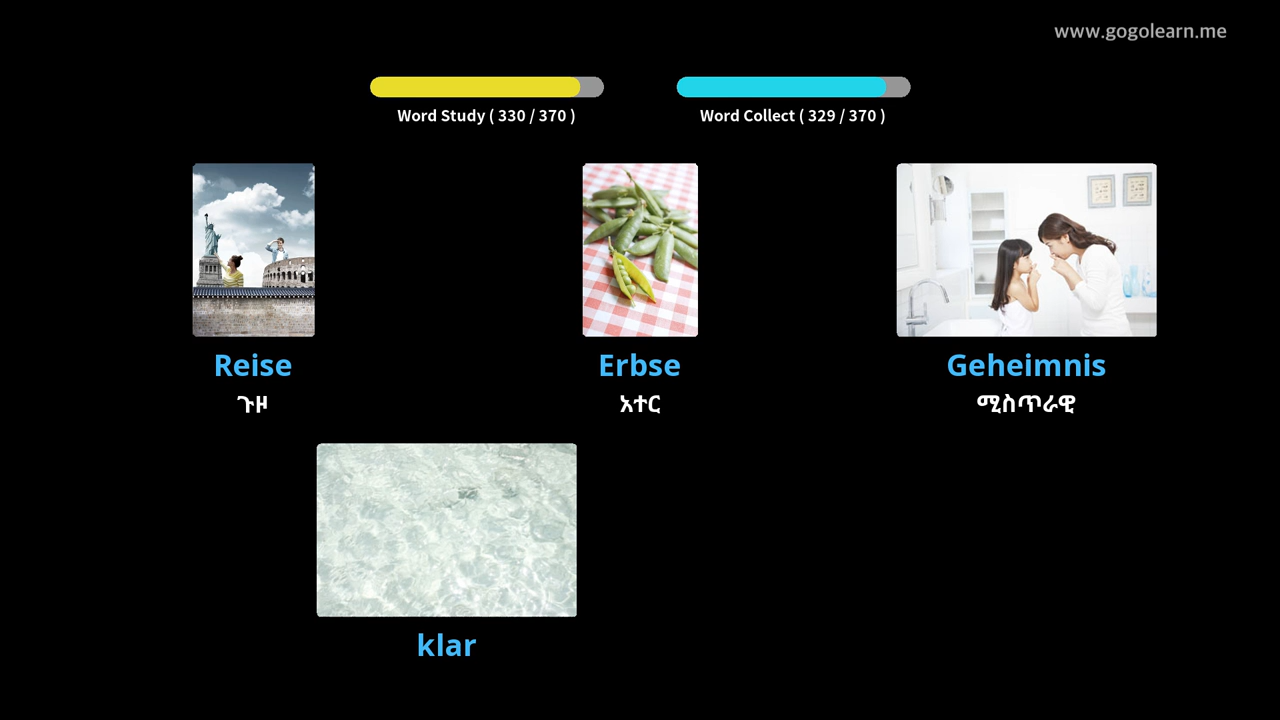 www.gogolearn.me
Word Study ( 330 / 370 )
Word Collect ( 329 / 370 )
Reise
Erbse
Geheimnis
ጉዞ
አተር
ሚስጥራዊ
klar